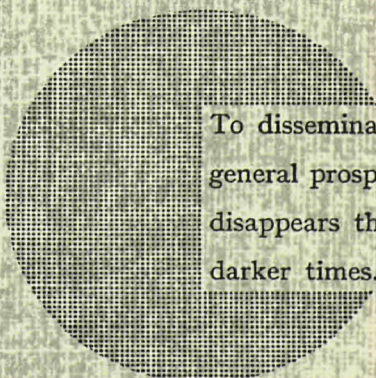 To dissemina
general prosp
disappears th
darker times.